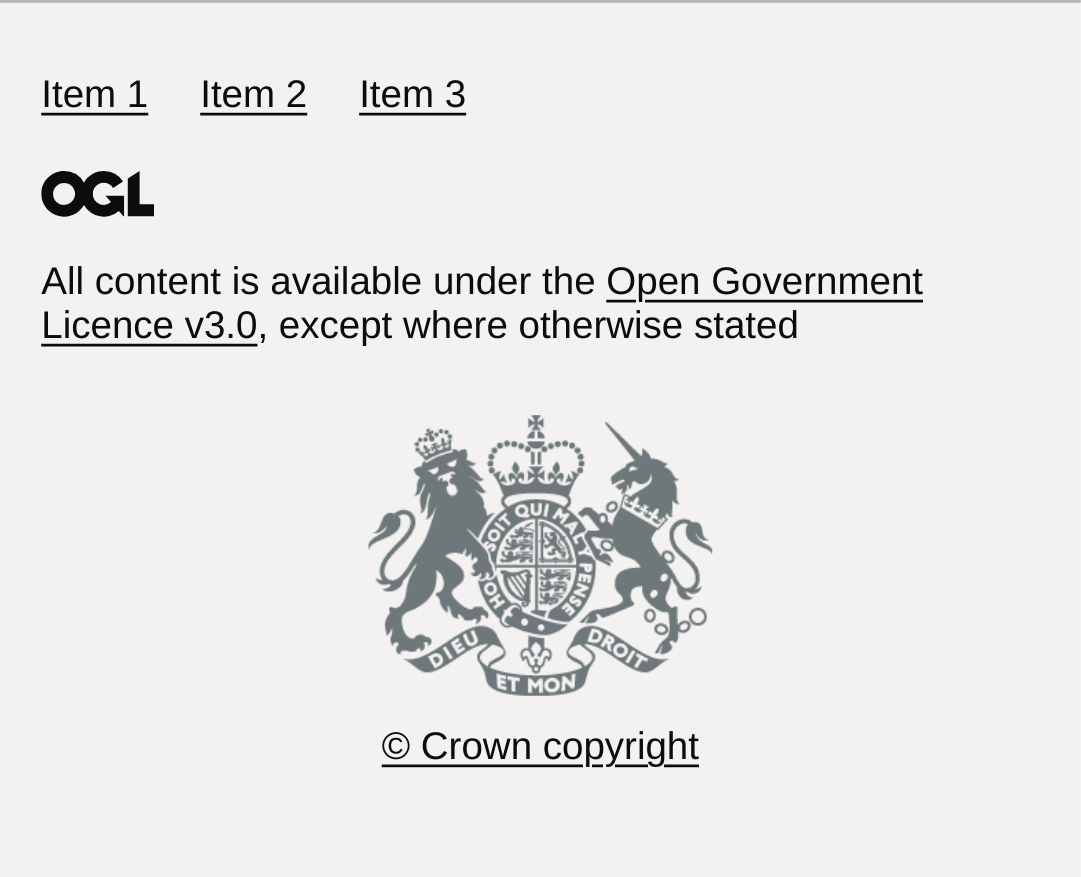 Item 1 Item 2 Item 3
OGL
All content is available under the Open Government
Licence v3.0, except where otherwise stated
SOIT QUI MAL Y PENSE
HO
DIEU ET MON DROIT
© Crown copyright